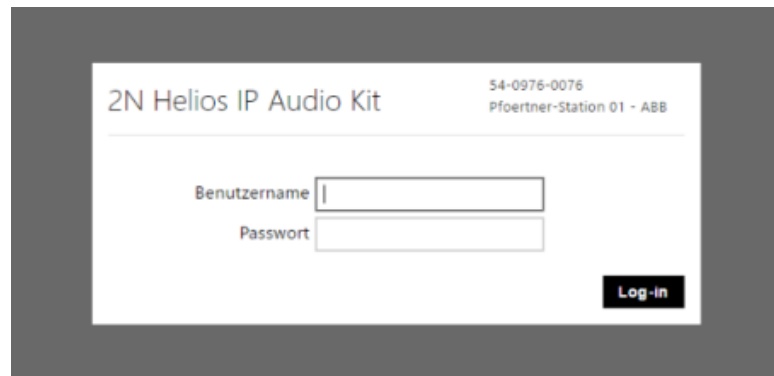 2N Helios IP Audio Kit
54-0976-0076
Pfoertner-Station 01 - ABB
Benutzername
Passwort
Log-in